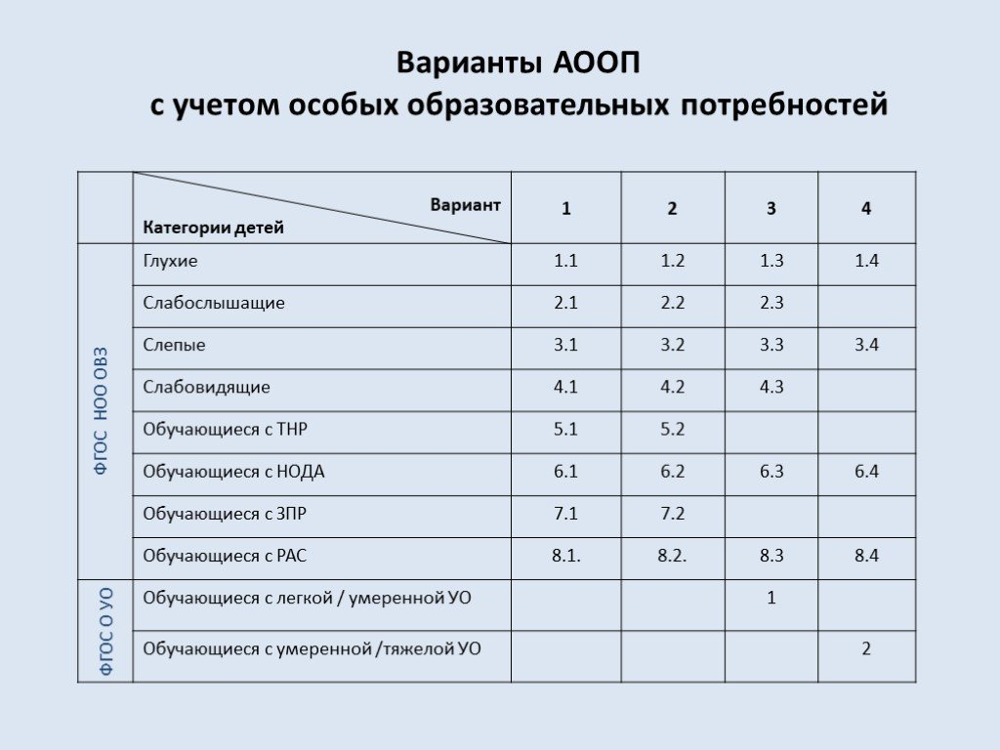 Варианты АООП
с учетом особых образовательных потребностей
Вариант
Категории детей
1 2 3 4
ФГОС НОО ОВЗ
Глухие 1.1 1.2 1.3 1.4
Слабослышащие 2.1 2.2 2.3
Слепые 3.1 3.2 3.3 3.4
Слабовидящие 4.1 4.2 4.3
Обучающиеся с ТНР 5.1 5.2
Обучающиеся с НОДА 6.1 6.2 6.3 6.4
Обучающиеся с ЗПР 7.1 7.2
Обучающиеся с РАС 8.1. 8.2. 8.3 8.4
ФГОС О УО
Обучающиеся с легкой / умеренной УО 1
Обучающиеся с умеренной /тяжелой УО 2